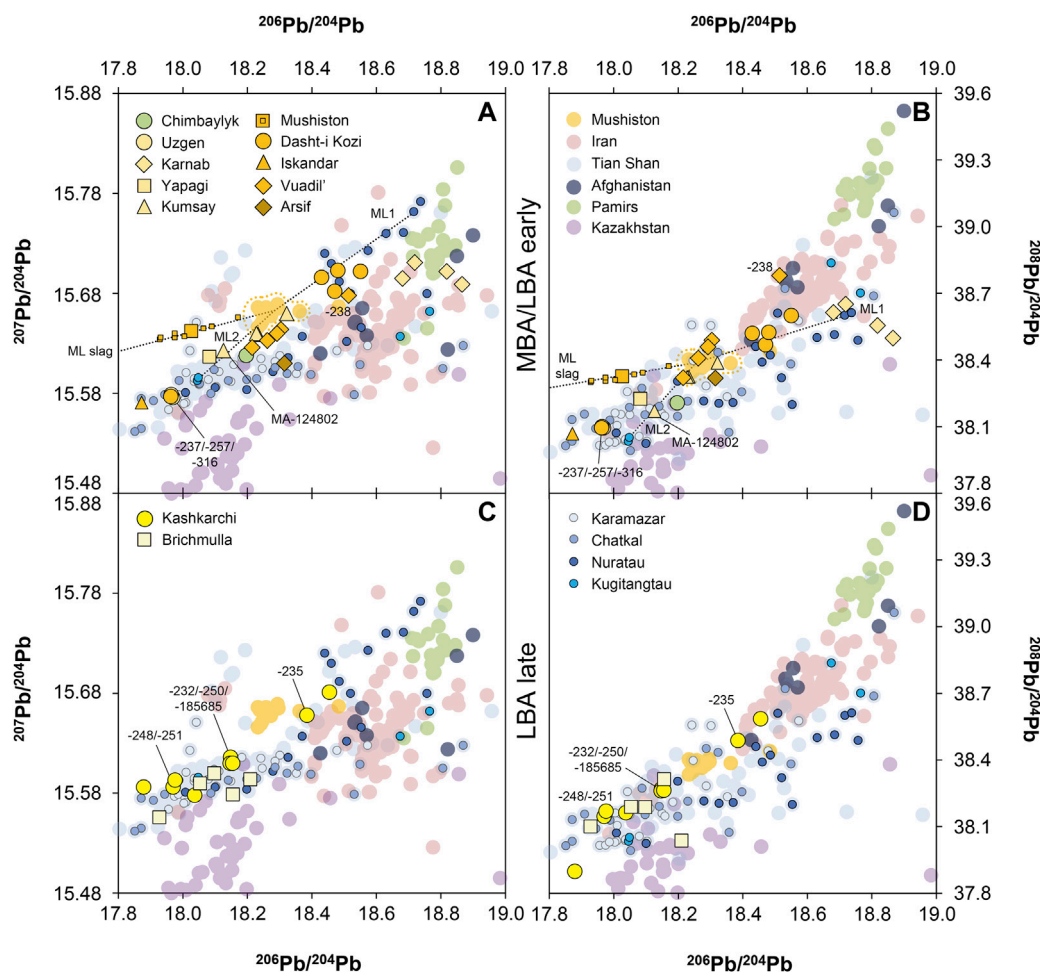 ²⁰⁶Pb/²⁰⁴Pb
²⁰⁶Pb/²⁰⁴Pb
17.8 18.0 18.2 18.4 18.6 18.8 19.0
17.8 18.0 18.2 18.4 18.6 18.8 19.0
15.88
15.78
15.68
15.58
15.48
²⁰⁷Pb/²⁰⁴Pb
A
Chimbaylyk
Uzgen
Karnab
Yapagi
Kumsay
Mushiston
Dasht-i Kozi
Iskandar
Vuadil’
Arsif
ML1
-238
ML2
ML slag
MA-124802
-237/-257/
-316
MBA/LBA early
B
Mushiston
Iran
Tian Shan
Afghanistan
Pamirs
Kazakhstan
-238
ML1
ML
slag
ML2
MA-124802
-237/-257/-316
39.6
39.3
39.0
38.7
38.4
38.1
37.8
²⁰⁸Pb/²⁰⁴Pb
15.88
15.78
15.68
15.58
15.48
²⁰⁷Pb/²⁰⁴Pb
C
Kashkarchi
Brichmulla
-235
-232/-250/
-185685
-248/-251
LBA late
D
Karamazar
Chatkal
Nuratau
Kugitangtau
-235
-232/-250/
-185685
-248/-251
39.6
39.3
39.0
38.7
38.4
38.1
37.8
²⁰⁸Pb/²⁰⁴Pb
17.8 18.0 18.2 18.4 18.6 18.8 19.0
17.8 18.0 18.2 18.4 18.6 18.8 19.0
²⁰⁶Pb/²⁰⁴Pb
²⁰⁶Pb/²⁰⁴Pb